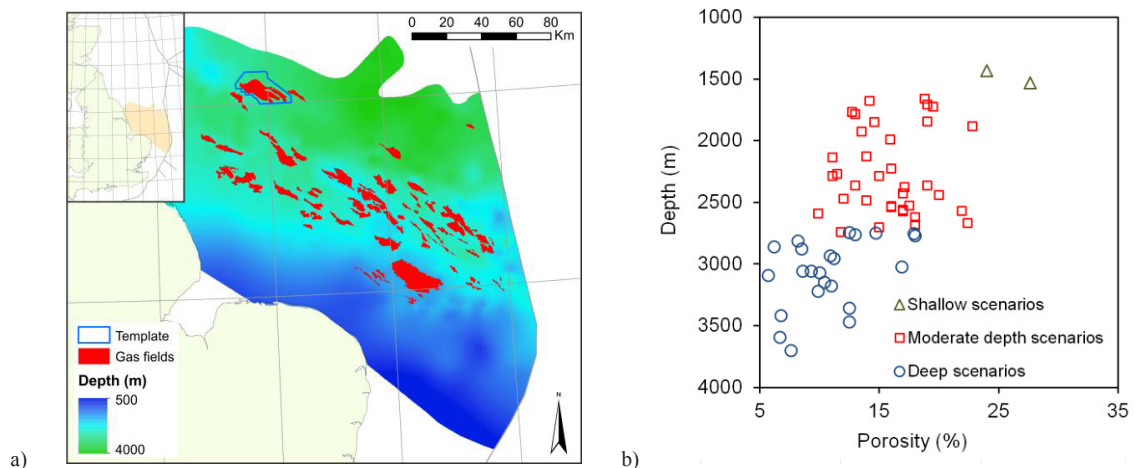 0 20 40 60 80
Km
N
Template
Gas fields
Depth (m)
500
4000
a)
1000
1500
2000
2500
3000
3500
4000
Depth (m)
Shallow scenarios
Moderate depth scenarios
Deep scenarios
5 15 25 35
Porosity (%)
b)